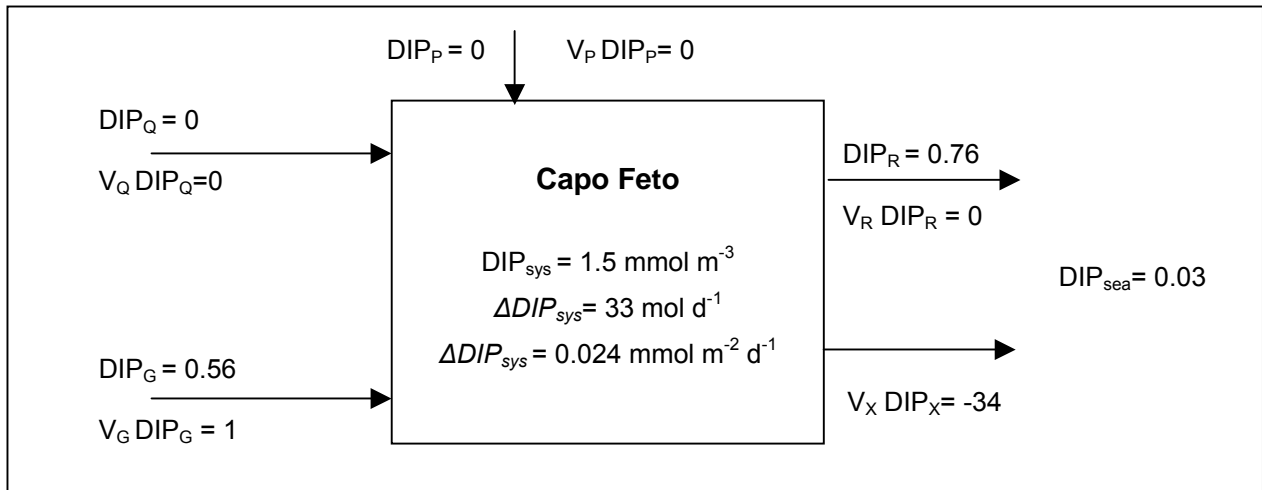 DIP_P = 0 V_P DIP_P= 0
DIP_Q = 0
V_Q DIP_Q=0
Capo Feto
DIP_sys = 1.5 mmol m^-3
ΔDIP_sys= 33 mol d^-1
ΔDIP_sys = 0.024 mmol m^-2 d^-1
DIP_G = 0.56
V_G DIP_G = 1
DIP_R = 0.76
V_R DIP_R = 0
DIP_sea= 0.03
V_X DIP_X= -34